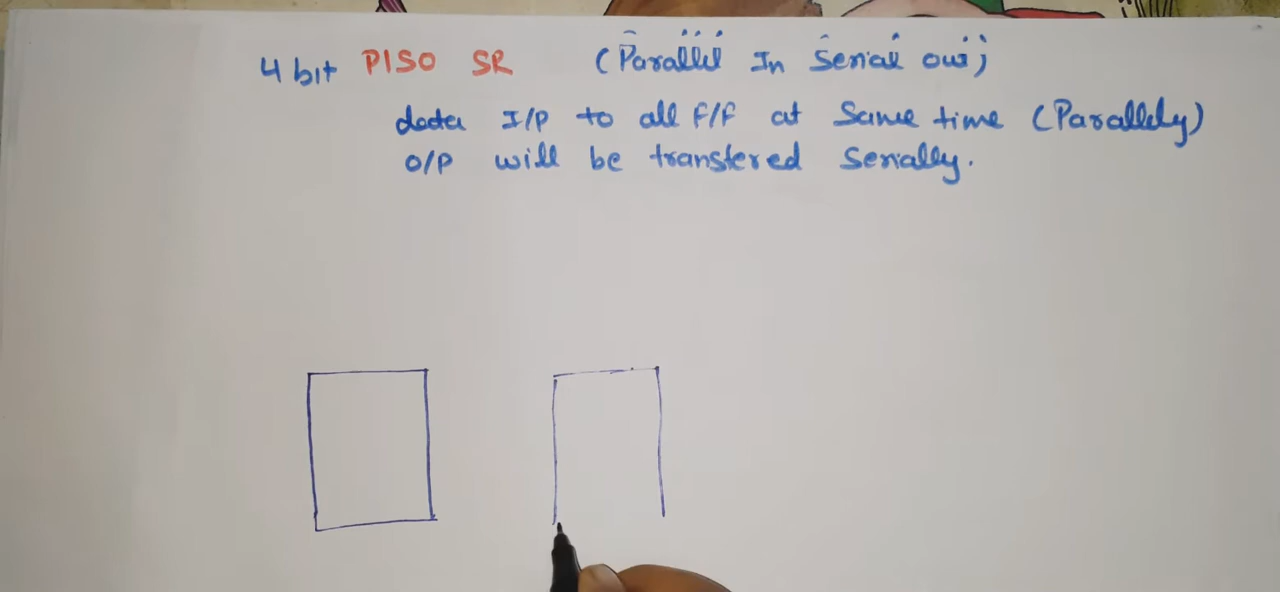 4 bit PISO SR (Parallel In Serial out)
data I/P to all F/F at Same time (Parallely)
O/P will be transfered Serially.